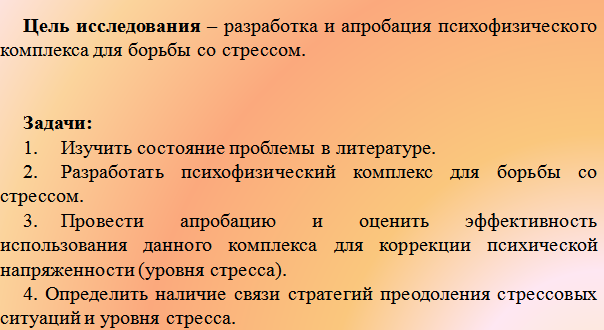 Цель исследования – разработка и апробация психофизического
комплекса для борьбы со стрессом.
Задачи:
1. Изучить состояние проблемы в литературе.
2. Разработать психофизический комплекс для борьбы со
стрессом.
3. Провести апробацию и оценить эффективность
использования данного комплекса для коррекции психической
напряженности (уровня стресса).
4. Определить наличие связи стратегий преодоления стрессовых
ситуаций и уровня стресса.